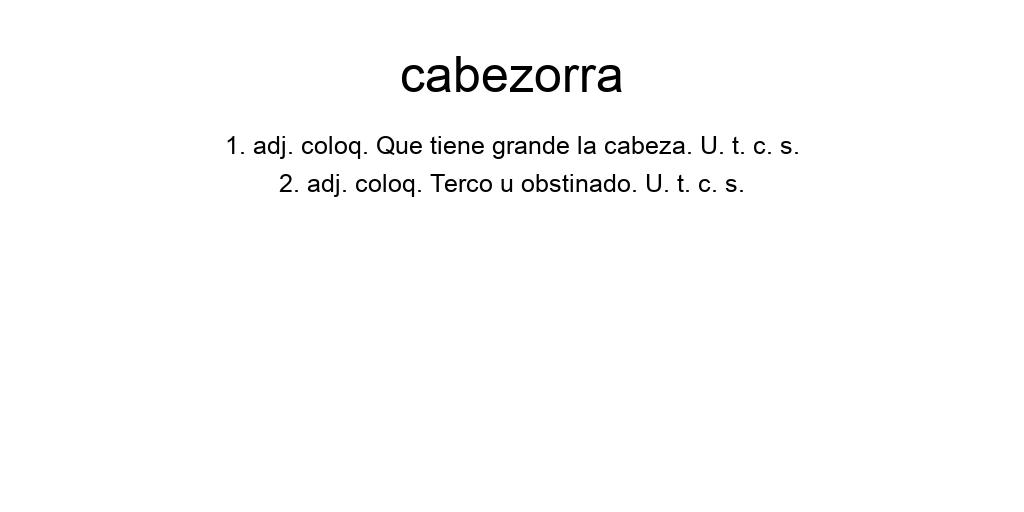 cabezorra
1. adj. coloq. Que tiene grande la cabeza. U. t. c. s.
2. adj. coloq. Terco u obstinado. U. t. c. s.